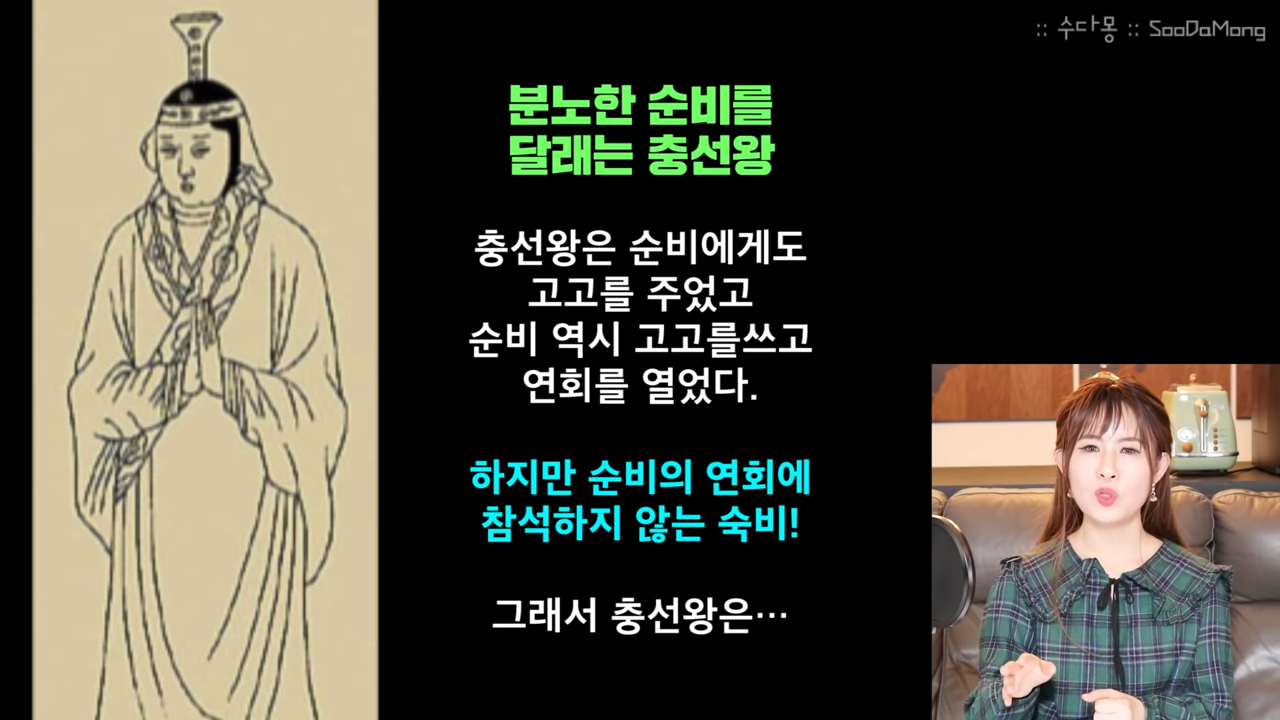 :: 수다몽 :: SooDaMong
분노한 순비를
달래는 충선왕
충선왕은 순비에게도
고고를 주었고
순비 역시 고고를쓰고
연회를 열었다.
하지만 순비의 연회에
참석하지 않는 숙비!
그래서 충선왕은…